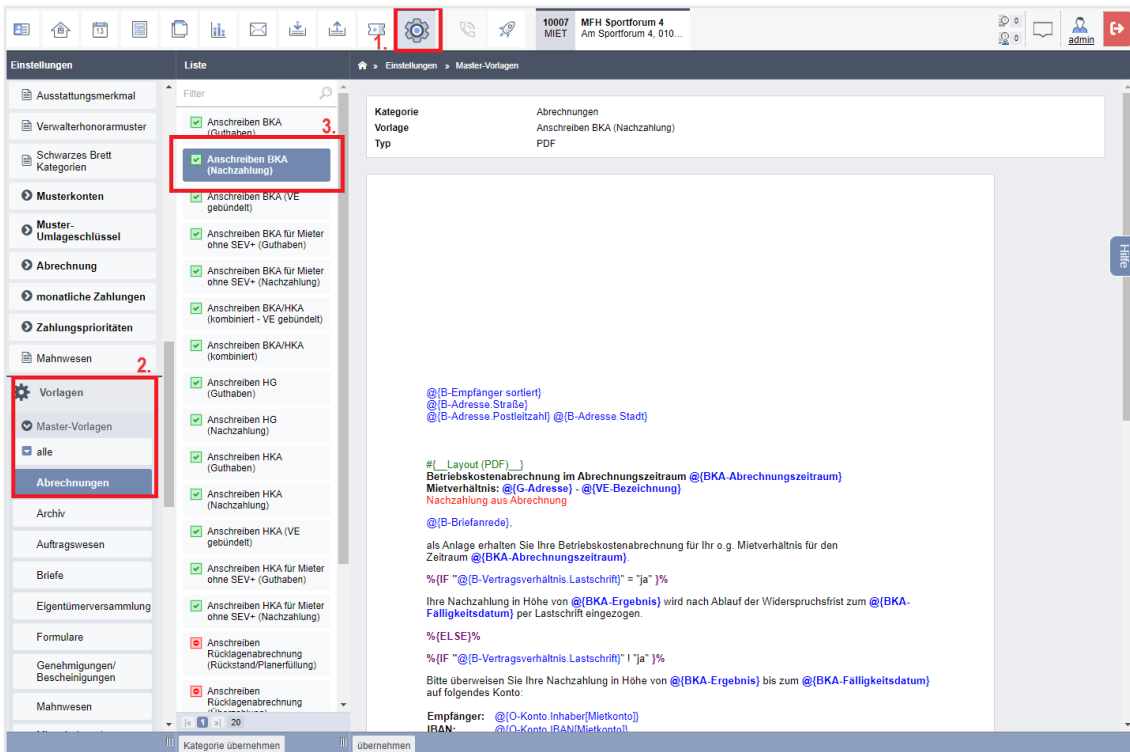 13
1.
10007 MFH Sportforum 4
MIET Am Sportforum 4, 010...
0
0
admin
Einstellungen
Liste
» Einstellungen » Master-Vorlagen
Ausstattungsmerkmal
Verwalterhonorarmuster
Schwarzes Brett
Kategorien
Musterkonten
Muster-
Umlageschlüssel
Abrechnung
monatliche Zahlungen
Zahlungsprioritäten
Mahnwesen
2.
Vorlagen
Master-Vorlagen
alle
Abrechnungen
Archiv
Auftragswesen
Briefe
Eigentümerversammlung
Formulare
Genehmigungen/
Bescheinigungen
Mahnwesen
Filter
Anschreiben BKA
(Guthaben)
3.
Anschreiben BKA
(Nachzahlung)
Anschreiben BKA (VE
gebündelt)
Anschreiben BKA für Mieter
ohne SEV+ (Guthaben)
Anschreiben BKA für Mieter
ohne SEV+ (Nachzahlung)
Anschreiben BKA/HKA
(kombiniert - VE gebündelt)
Anschreiben BKA/HKA
(kombiniert)
Anschreiben HG
(Guthaben)
Anschreiben HG
(Nachzahlung)
Anschreiben HKA
(Guthaben)
Anschreiben HKA
(Nachzahlung)
Anschreiben HKA (VE
gebündelt)
Anschreiben HKA für Mieter
ohne SEV+ (Guthaben)
Anschreiben HKA für Mieter
ohne SEV+ (Nachzahlung)
Anschreiben
Rücklagenabrechnung
(Rückstand/Planerfüllung)
Anschreiben
Rücklagenabrechnung
1 20
Kategorie übernehmen
Kategorie Abrechnungen
Vorlage Anschreiben BKA (Nachzahlung)
Typ PDF
@{B-Empfänger sortiert}
@{B-Adresse.Straße}
@{B-Adresse.Postleitzahl} @{B-Adresse.Stadt}
#{__Layout (PDF)__}
Betriebskostenabrechnung im Abrechnungszeitraum @{BKA-Abrechnungszeitraum}
Mietverhältnis: @{G-Adresse} - @{VE-Bezeichnung}
Nachzahlung aus Abrechnung
@{B-Briefanrede},
als Anlage erhalten Sie Ihre Betriebskostenabrechnung für Ihr o.g. Mietverhältnis für den
Zeitraum @{BKA-Abrechnungszeitraum}.
%{IF "@{B-Vertragsverhältnis.Lastschrift}" = "ja" }%
Ihre Nachzahlung in Höhe von @{BKA-Ergebnis} wird nach Ablauf der Widerspruchsfrist zum @{BKA-
Fälligkeitsdatum} per Lastschrift eingezogen.
%{ELSE}%
%{IF "@{B-Vertragsverhältnis.Lastschrift}" ! "ja" }%
Bitte überweisen Sie Ihre Nachzahlung in Höhe von @{BKA-Ergebnis} bis zum @{BKA-Fälligkeitsdatum}
auf folgendes Konto:
Empfänger: @{O-Konto.Inhaber[Mietkonto]}
IBAN: @{O-Konto.IBAN[Mietkonto]}
übernehmen
Hilfe